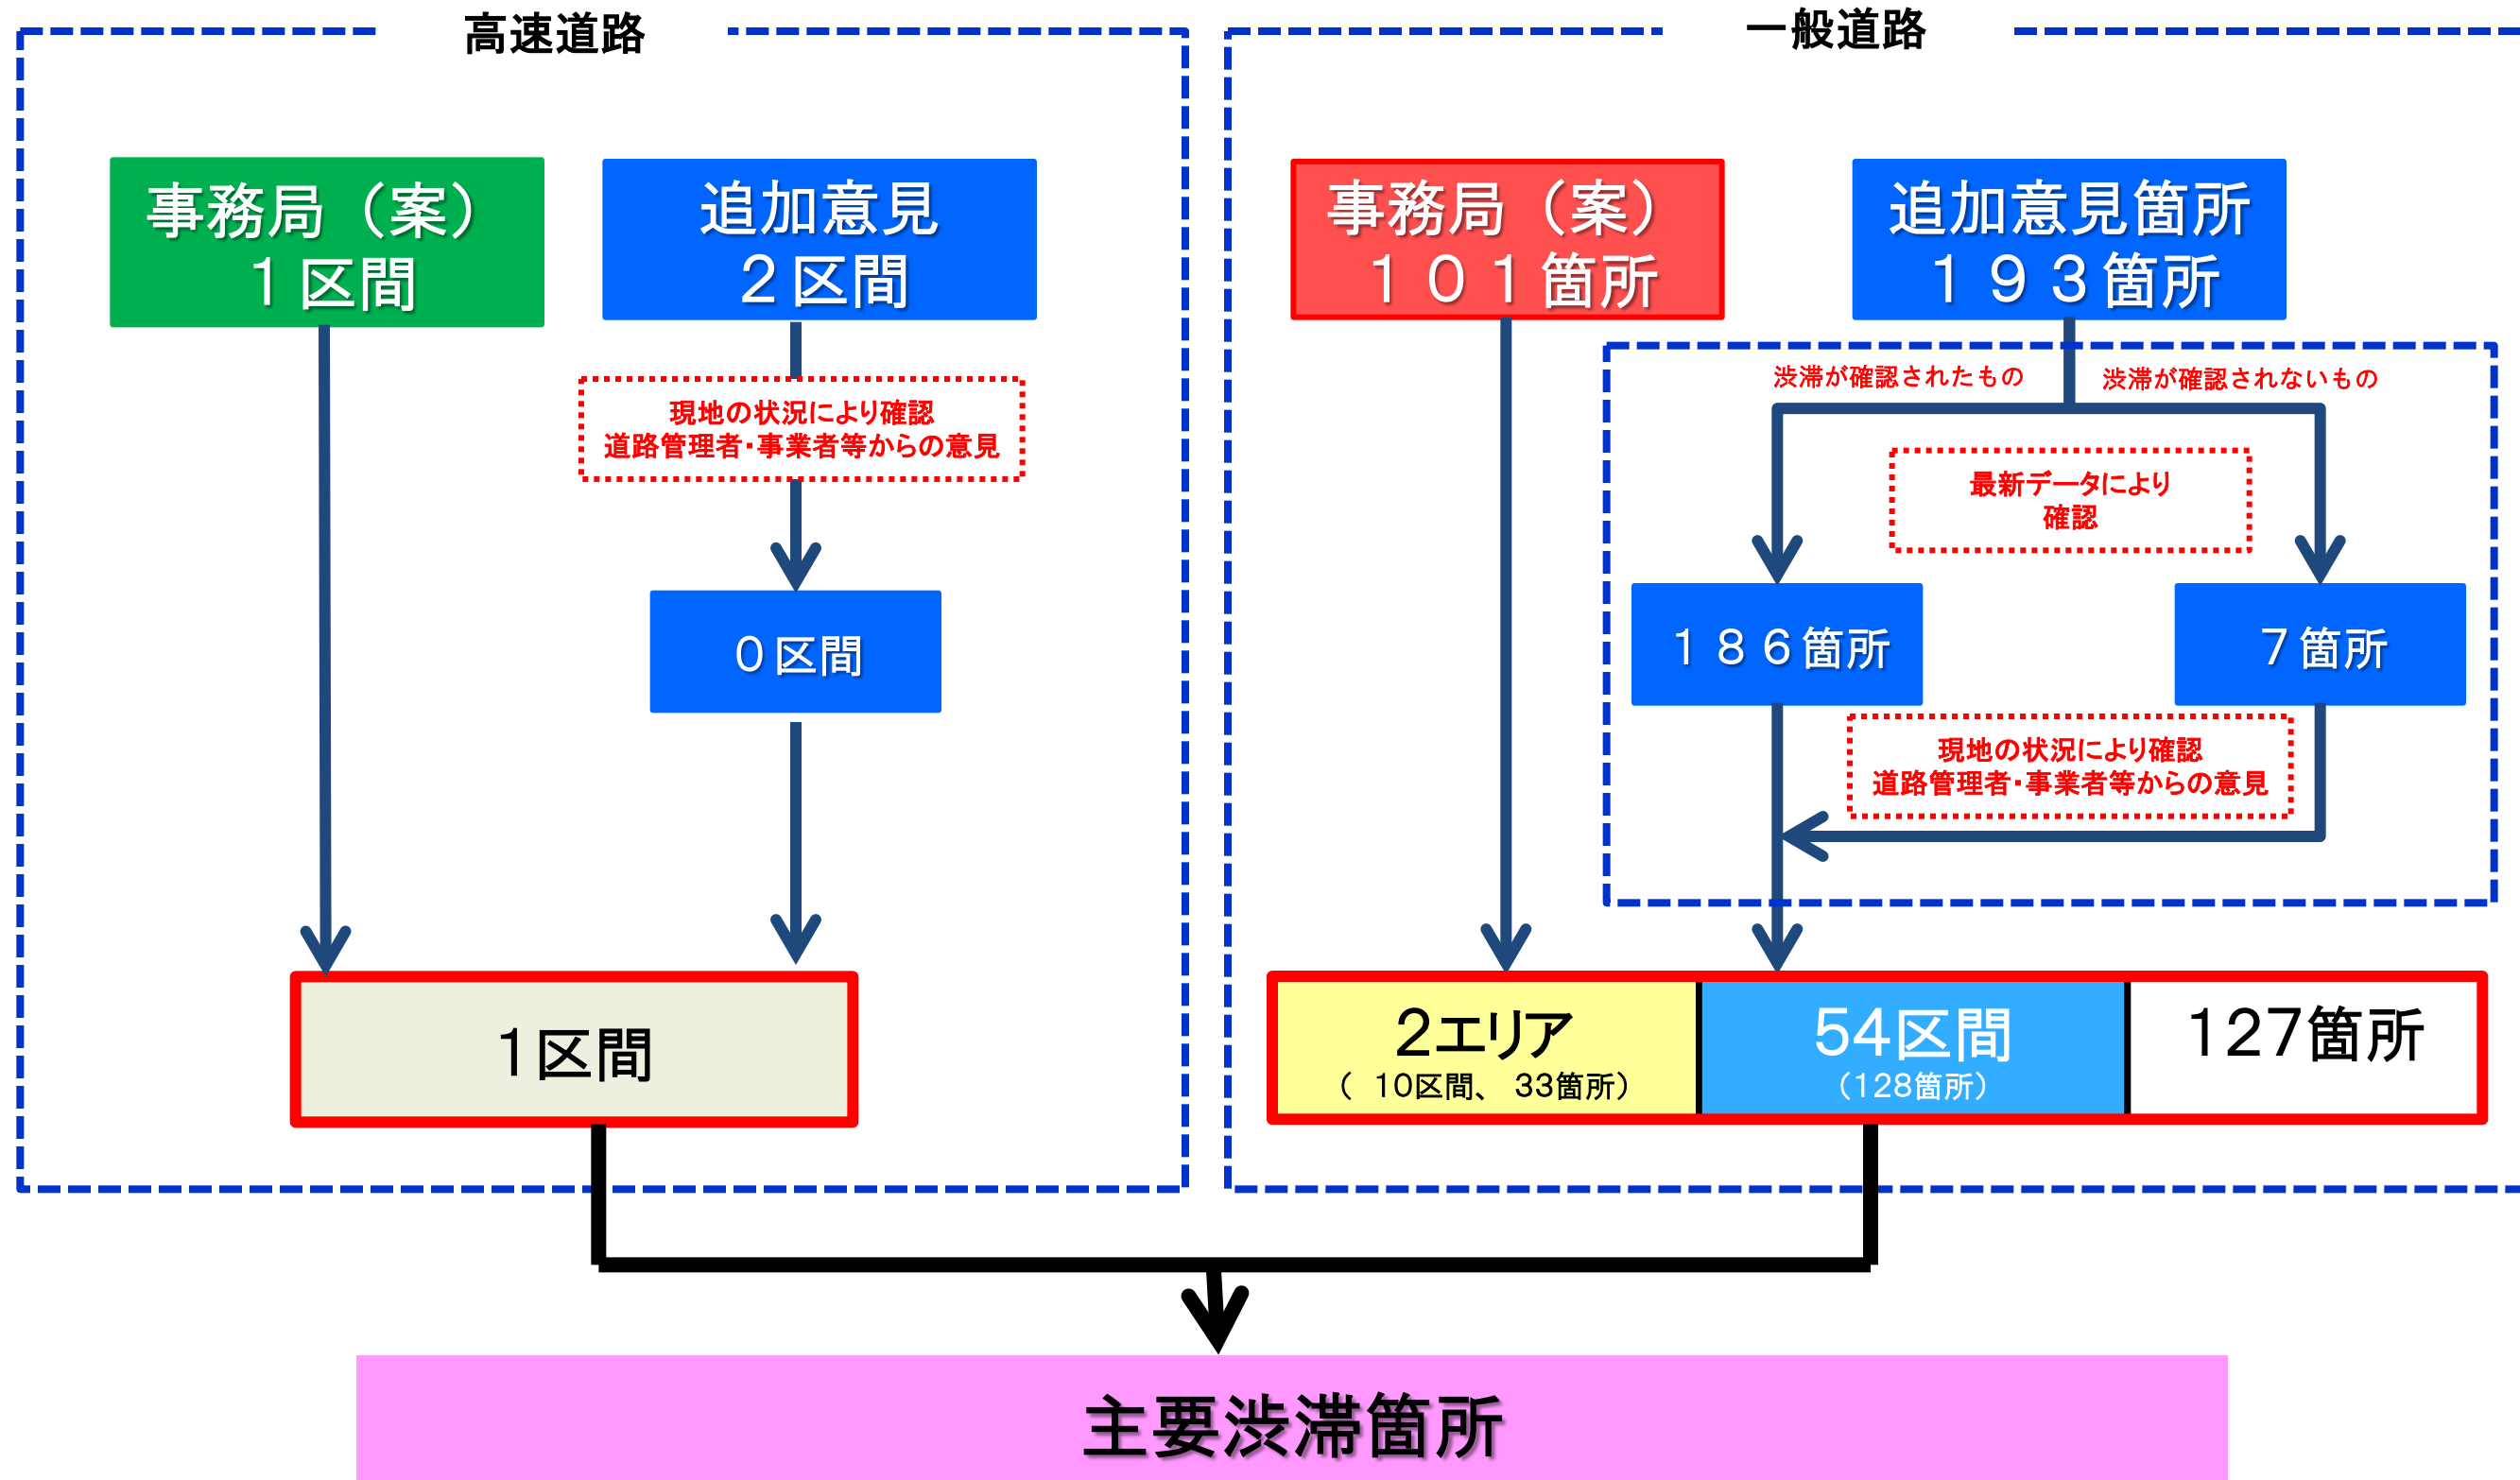 高速道路
事務局（案）
１区間
追加意見
２区間
現地の状況により確認
道路管理者・事業者等からの意見
０区間
1区間
一般道路
事務局（案）
１０１箇所
追加意見箇所
１９３箇所
渋滞が確認されたもの
渋滞が確認されないもの
最新データにより
確認
１８６箇所
７箇所
現地の状況により確認
道路管理者・事業者等からの意見
2エリア
（ 10区間、 33箇所）
54区間
（128箇所）
127箇所
主要渋滞箇所